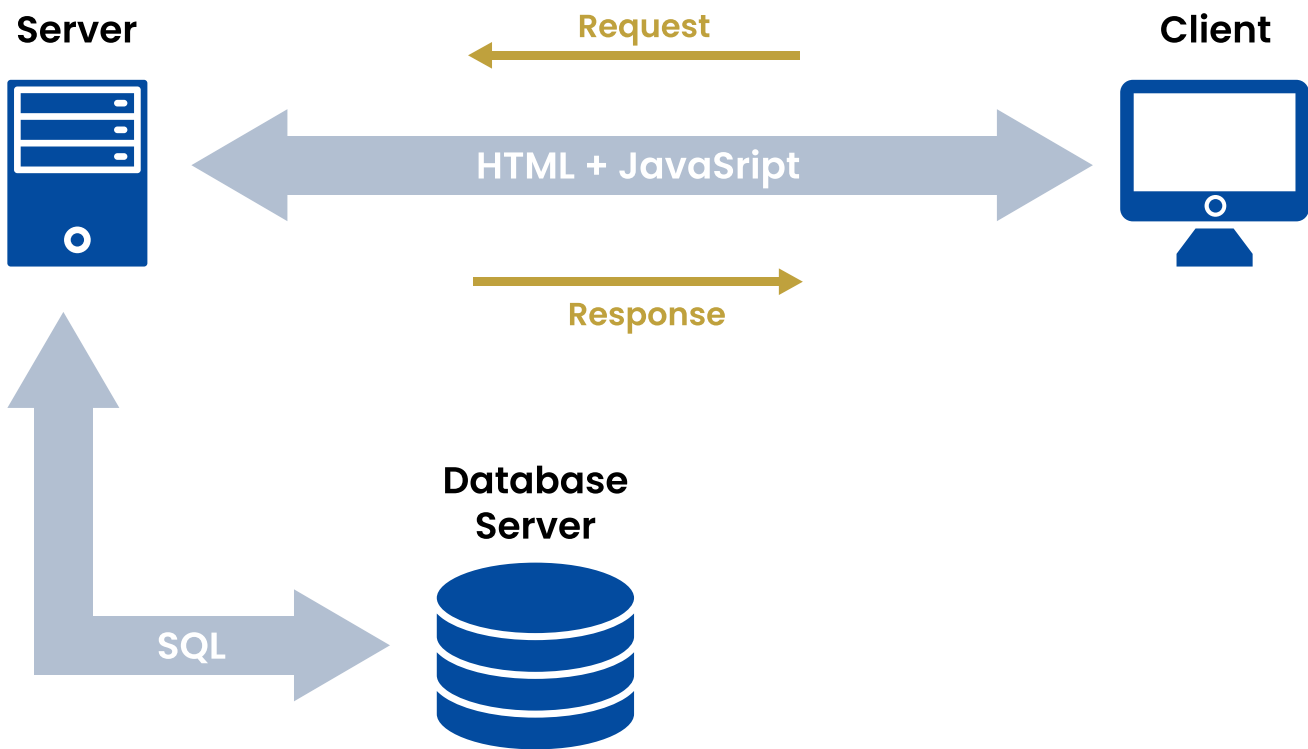 Server
Request
Client
HTML + JavaSript
Response
Database
Server
SQL